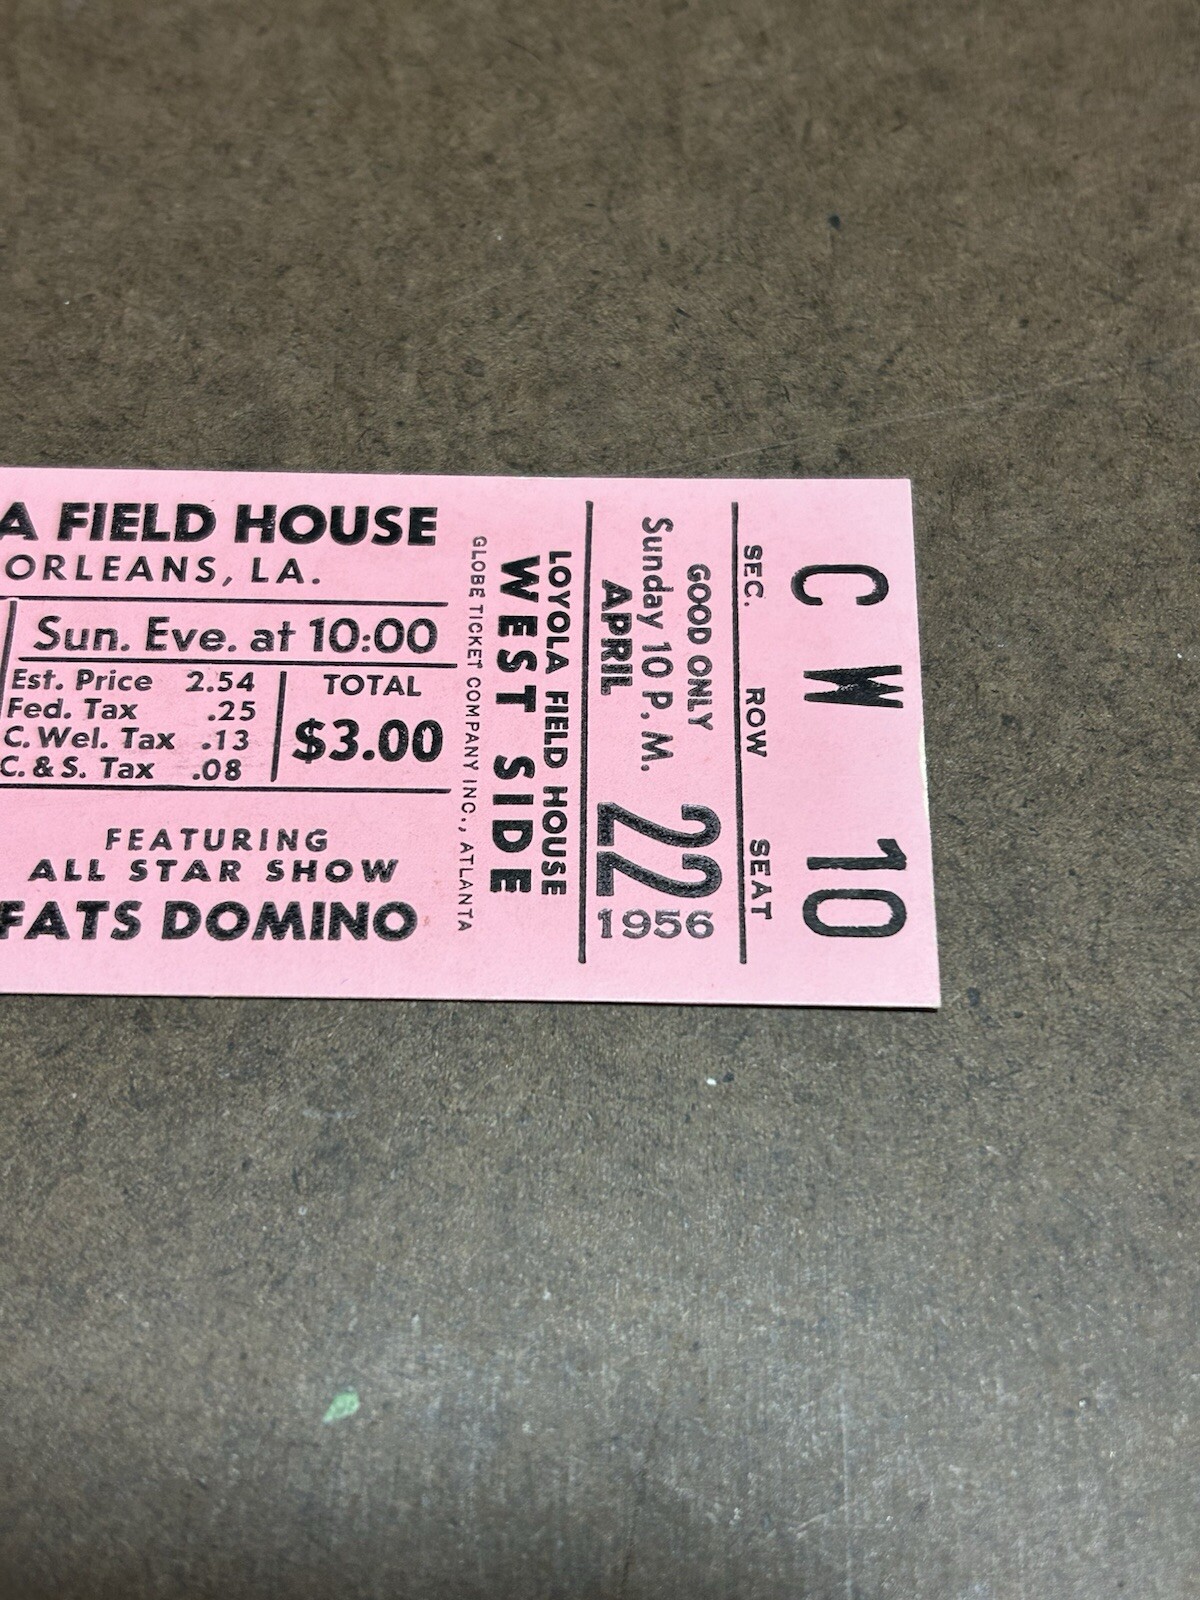 A FIELD HOUSE
ORLEANS, LA.
Sun. Eve. at 10:00
Est. Price 2.54
Fed. Tax .25
C. Wel. Tax .13
C. & S. Tax .08
TOTAL
$3.00
FEATURING
ALL STAR SHOW
FATS DOMINO
GLOBE TICKET COMPANY INC., ATLANTA
WEST SIDE
LOYOLA FIELD HOUSE
APRIL 22 1956
Sunday 10 P. M.
GOOD ONLY
SEC. ROW SEAT
C W 10